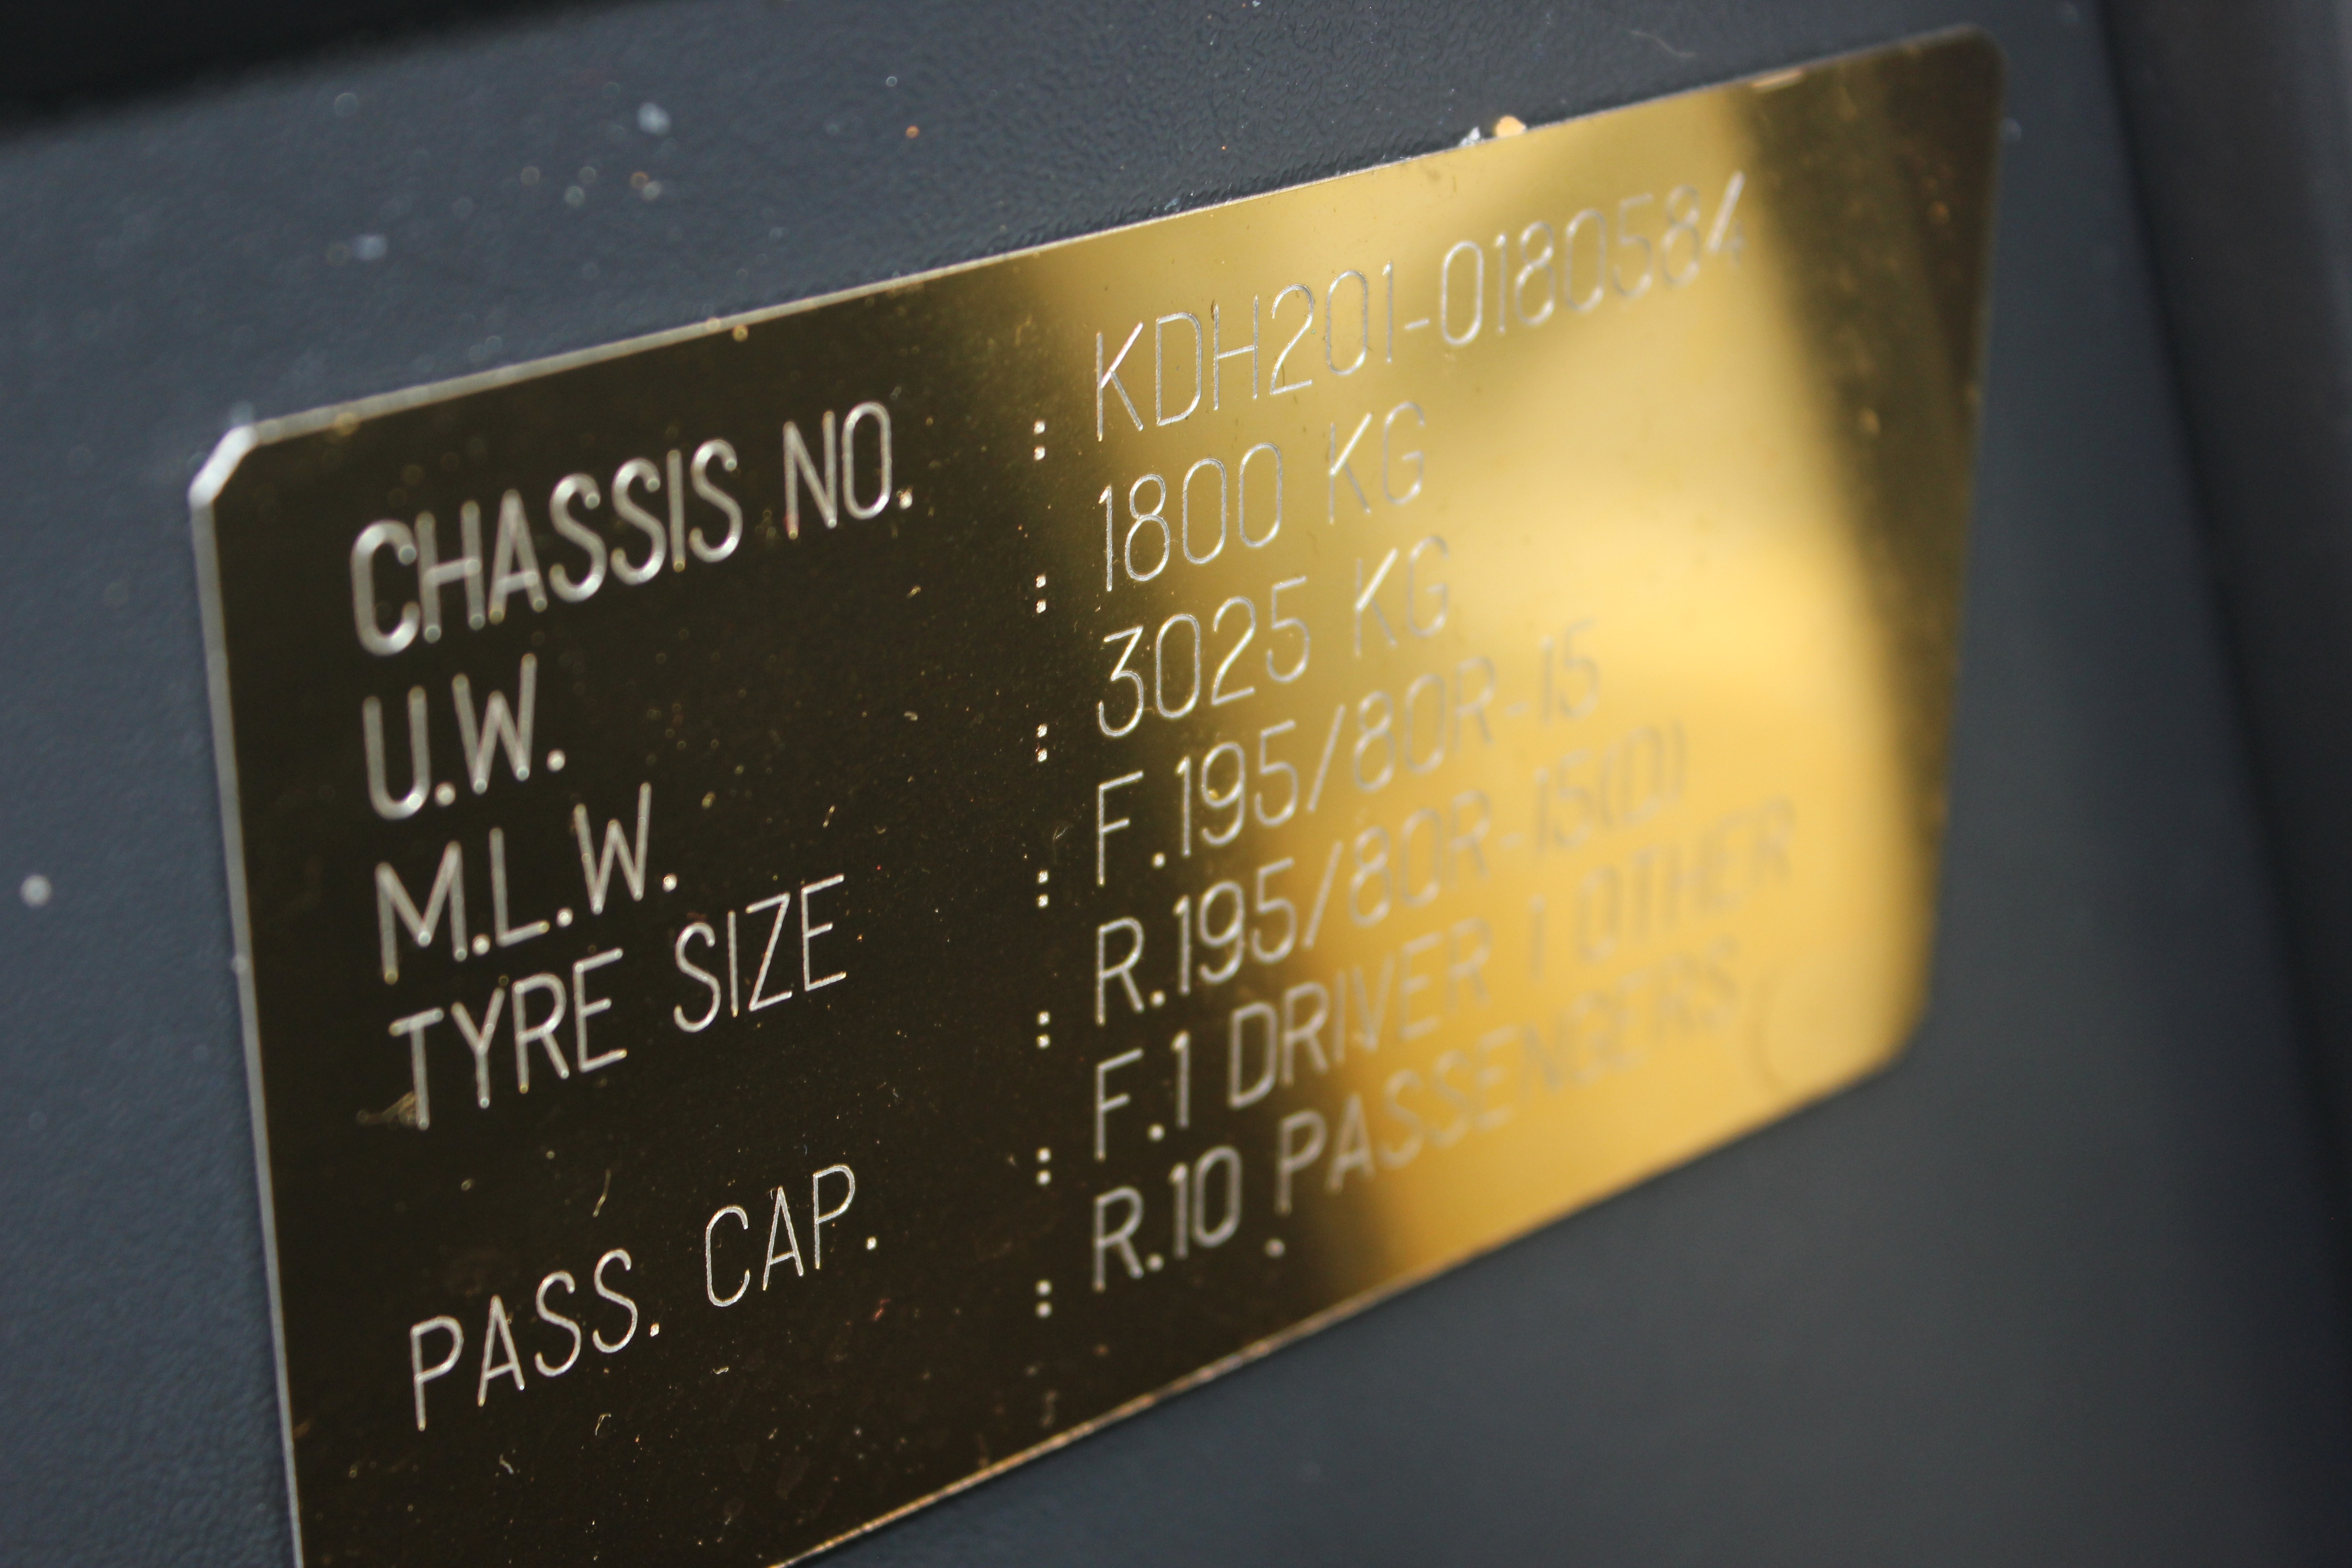 CHASSIS NO. : KDH201-0180584
U.W. : 1800 KG
M.L.W. : 3025 KG
TYRE SIZE : F.195/80R-15
: R.195/80R-15(D)
PASS. CAP. : F.1 DRIVER 1 OTHER
: R.10 PASSENGERS